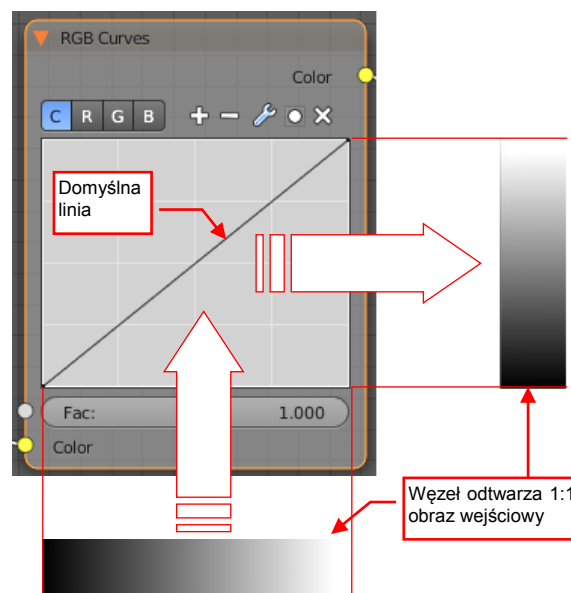 RGB Curves
Color
C R G B
Domyślna
linia
Fac: 1.000
Color
Węzeł odtwarza 1:1
obraz wejściowy